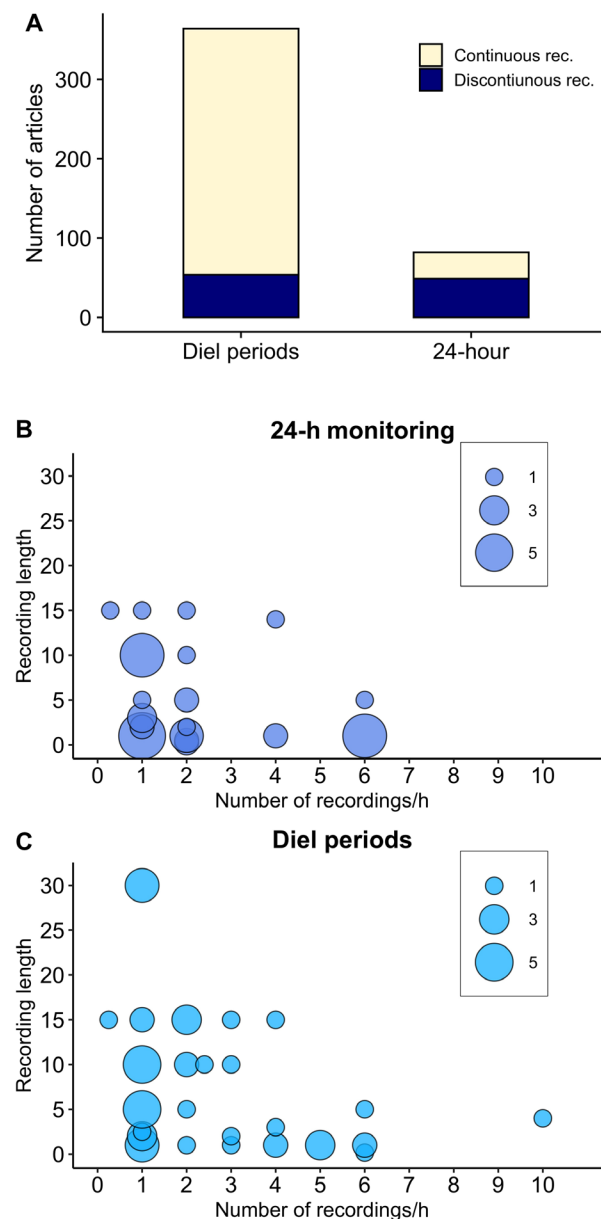 A
Number of articles
300
200
100
0
Continuous rec.
Discontiunous rec.
Diel periods
24-hour
B
24-h monitoring
Recording length
30
25
20
15
10
5
0
1
3
5
0 1 2 3 4 5 6 7 8 9 10
Number of recordings/h
C
Diel periods
Recording length
30
25
20
15
10
5
0
1
3
5
0 1 2 3 4 5 6 7 8 9 10
Number of recordings/h